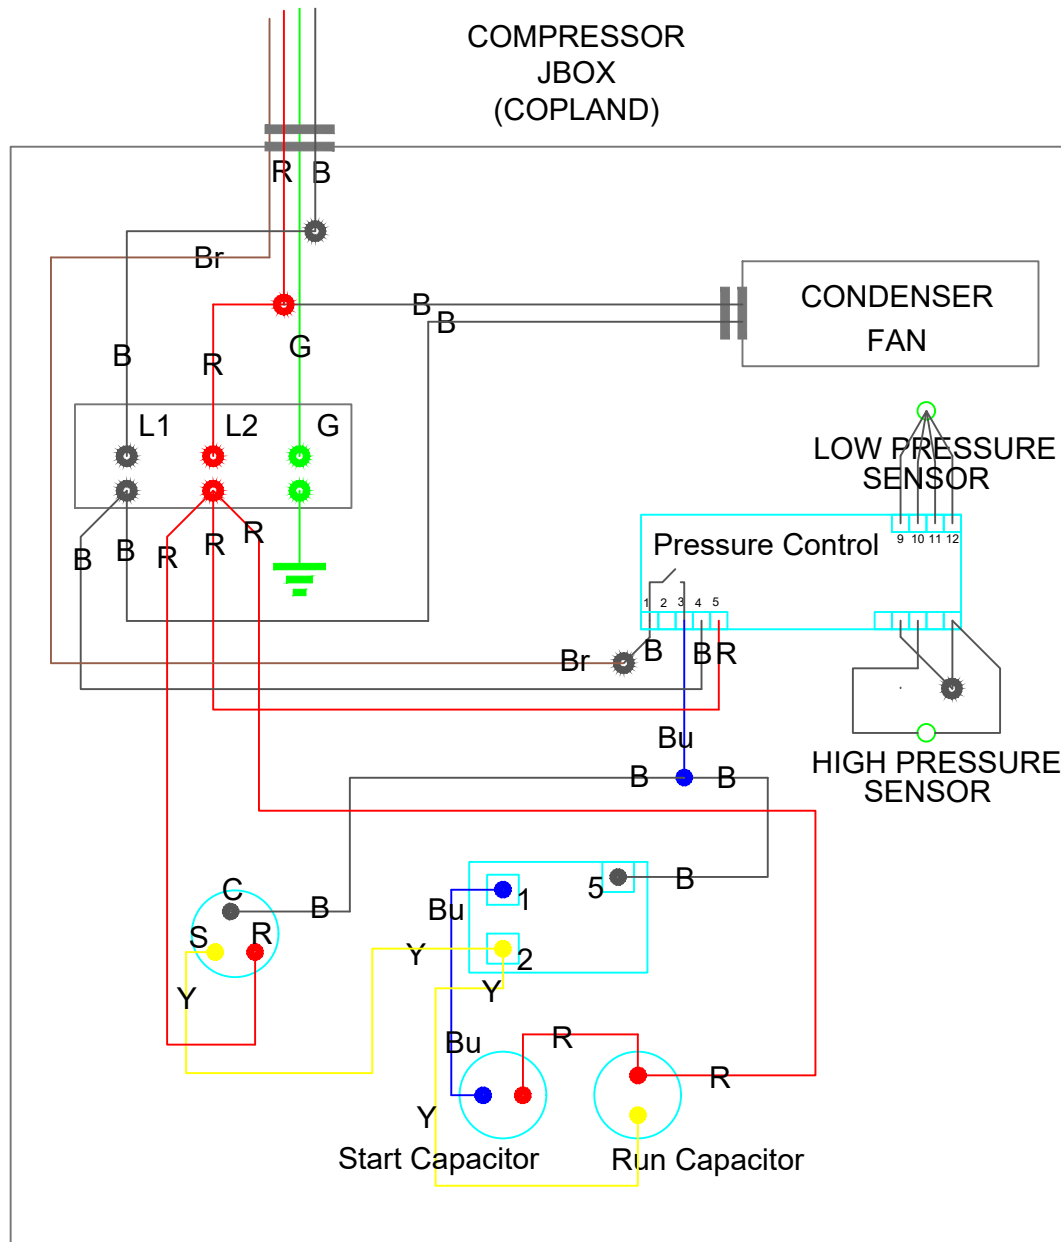 COMPRESSOR
JBOX
(COPLAND)
R B
Br
B
B
CONDENSER
FAN
B
R
G
L1 L2 G
LOW PRESSURE
SENSOR
B B R R R
Pressure Control
9 10 11 12
1 2 3 4 5
Br B B R
Bu
B B
HIGH PRESSURE
SENSOR
C
B
S R
Y
Bu 1
5 B
Y 2
Y
Bu
R
R
Y
Start Capacitor
Run Capacitor